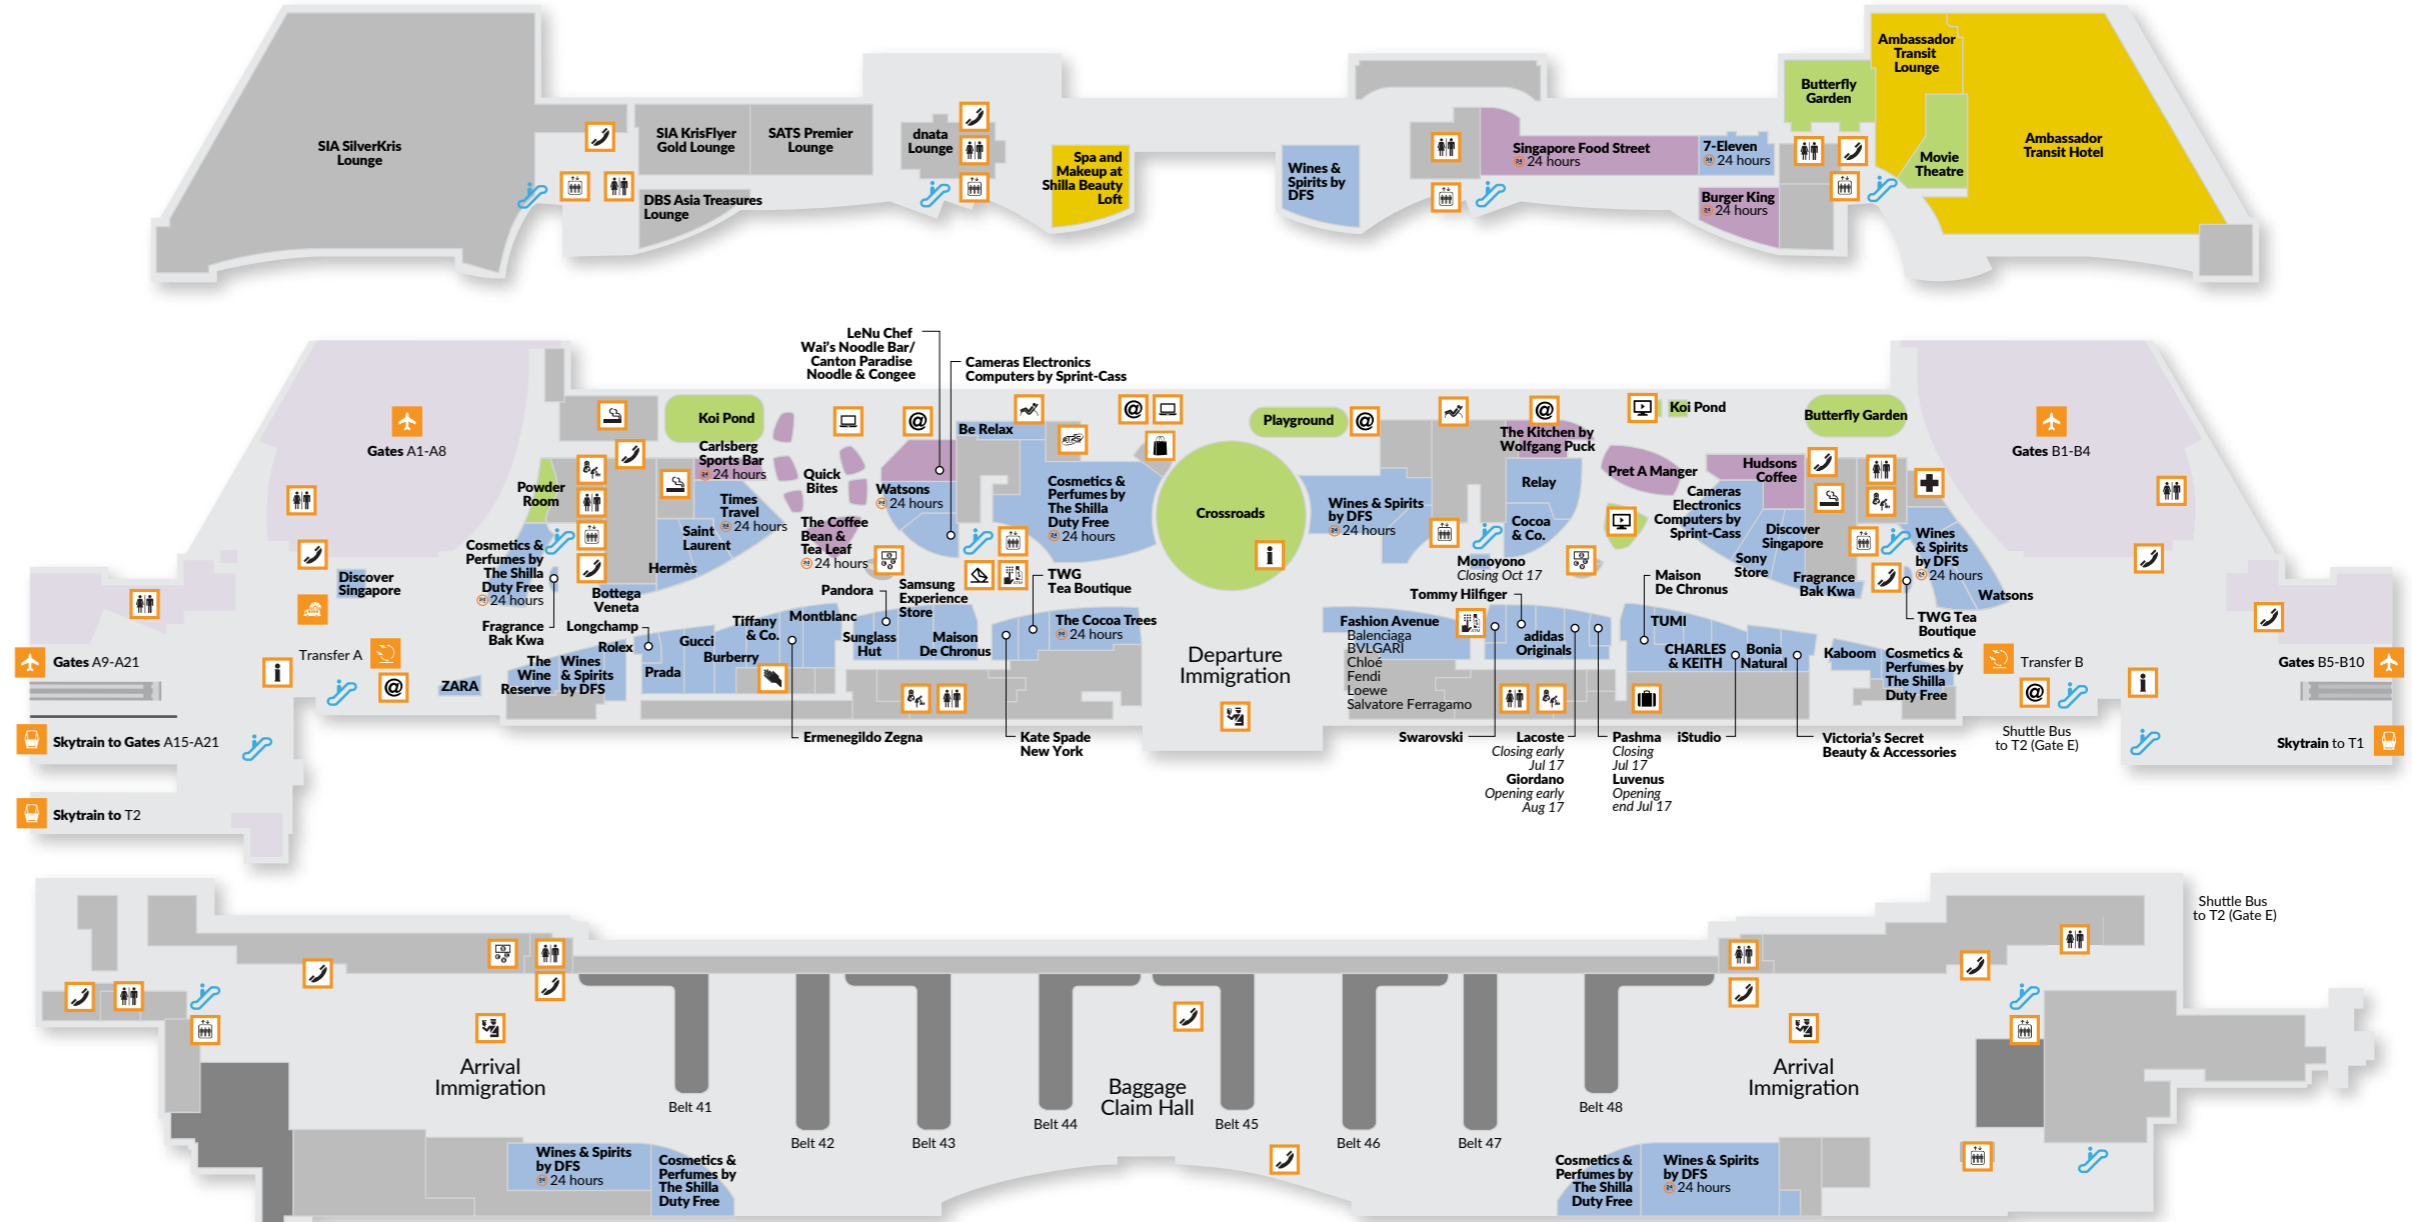 Ambassador
Transit
Lounge
Butterfly
Garden
SIA SilverKris
Lounge
SIA KrisFlyer
Gold Lounge
SATS Premier
Lounge
dnata
Lounge
Spa and
Makeup at
Shilla Beauty
Loft
Wines &
Spirits by
DFS
Singapore Food Street
24 hours
7-Eleven
24 hours
Movie
Theatre
Ambassador
Transit Hotel
DBS Asia Treasures
Lounge
Burger King
24 hours
LeNu Chef
Wai's Noodle Bar/
Canton Paradise
Noodle & Congee
Cameras Electronics
Computers by Sprint-Cass
Gates A1-A8
Koi Pond
Carlsberg
Sports Bar
24 hours
Quick
Bites
Be Relax
@
@
Playground
@
@
The Kitchen by
Wolfgang Puck
Koi Pond
Butterfly Garden
Gates B1-B4
Powder
Room
Times
Travel
24 hours
Saint
Laurent
Hermès
Watsons
24 hours
The Coffee
Bean &
Tea Leaf
24 hours
Cosmetics &
Perfumes by
The Shilla
Duty Free
24 hours
Crossroads
i
Wines & Spirits
by DFS
24 hours
Relay
Cocoa
& Co.
Pret A Manger
Hudsons
Coffee
Cameras
Electronics
Computers by
Sprint-Cass
Discover
Singapore
Sony
Store
Fragrance
Bak Kwa
Wines
& Spirits
by DFS
24 hours
Watsons
TWG Tea
Boutique
Discover
Singapore
Cosmetics &
Perfumes by
The Shilla
Duty Free
24 hours
Fragrance
Bak Kwa
Bottega
Veneta
Longchamp
Rolex
The
Wine
Reserve
Wines
& Spirits
by DFS
Gucci
Prada
Burberry
Tiffany
& Co.
Montblanc
Pandora
Samsung
Experience
Store
Sunglass
Hut
Maison
De Chronus
TWG
Tea Boutique
The Cocoa Trees
24 hours
Monoyono
Closing Oct 17
Tommy Hilfiger
Fashion Avenue
Balenciaga
BVLGARI
Chloé
Fendi
Loewe
Salvatore Ferragamo
adidas
Originals
Maison
De Chronus
TUMI
CHARLES
& KEITH
Bonia
Natural
Kaboom
Cosmetics &
Perfumes by
The Shilla
Duty Free
Gates A9-A21
Transfer A
i
@
ZARA
Departure
Immigration
Transfer B
@
i
Gates B5-B10
Skytrain to Gates A15-A21
Skytrain to T2
Ermenegildo Zegna
Kate Spade
New York
Swarovski
Lacoste
Closing early
Jul 17
Giordano
Opening early
Aug 17
Pashma
Closing
Jul 17
Luvenus
Opening
end Jul 17
iStudio
Victoria's Secret
Beauty & Accessories
Shuttle Bus
to T2 (Gate E)
Skytrain to T1
Shuttle Bus
to T2 (Gate E)
Arrival
Immigration
Baggage
Claim Hall
Arrival
Immigration
Belt 41
Belt 42
Belt 43
Belt 44
Belt 45
Belt 46
Belt 47
Belt 48
Wines & Spirits
by DFS
24 hours
Cosmetics &
Perfumes by
The Shilla
Duty Free
Cosmetics &
Perfumes by
The Shilla
Duty Free
Wines & Spirits
by DFS
24 hours